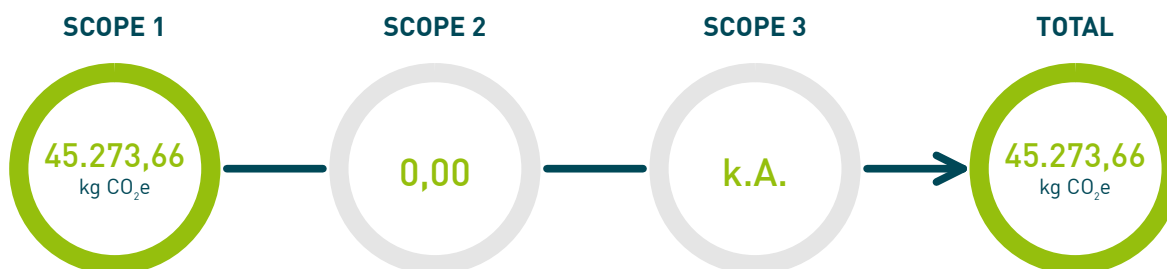 SCOPE 1
SCOPE 2
SCOPE 3
TOTAL
45.273,66
kg CO₂e
0,00
k.A.
45.273,66
kg CO₂e